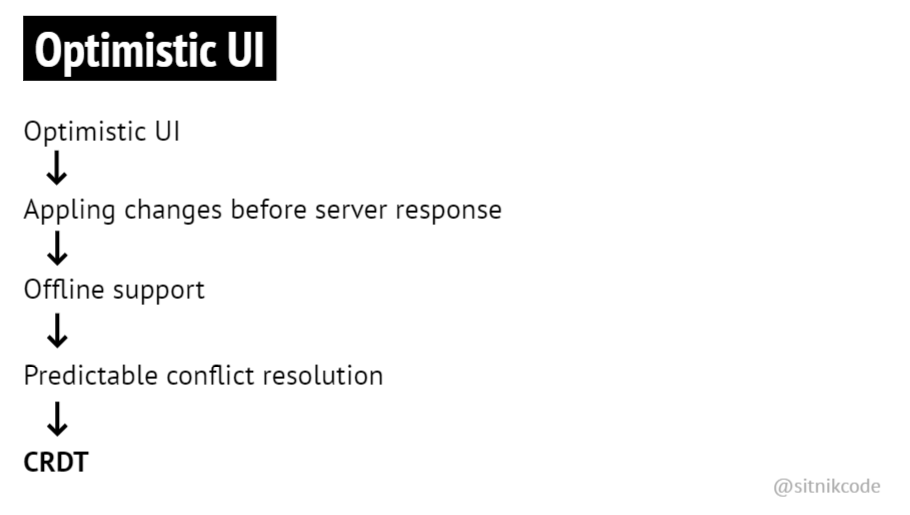 Optimistic UI
Optimistic UI
↓
Appling changes before server response
↓
Offline support
↓
Predictable conflict resolution
↓
CRDT
@sitnikcode